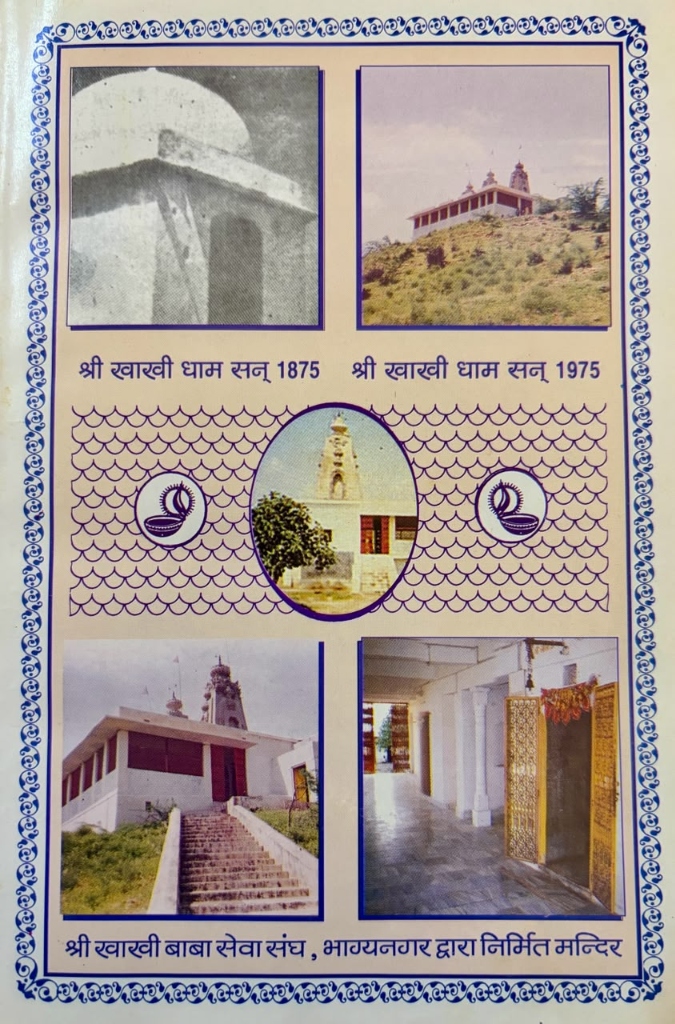 श्री खाखी धाम सन् 1875
श्री खाखी धाम सन् 1975
श्री खाखी बाबा सेवा संघ, भाग्यनगर द्वारा निर्मित मन्दिर